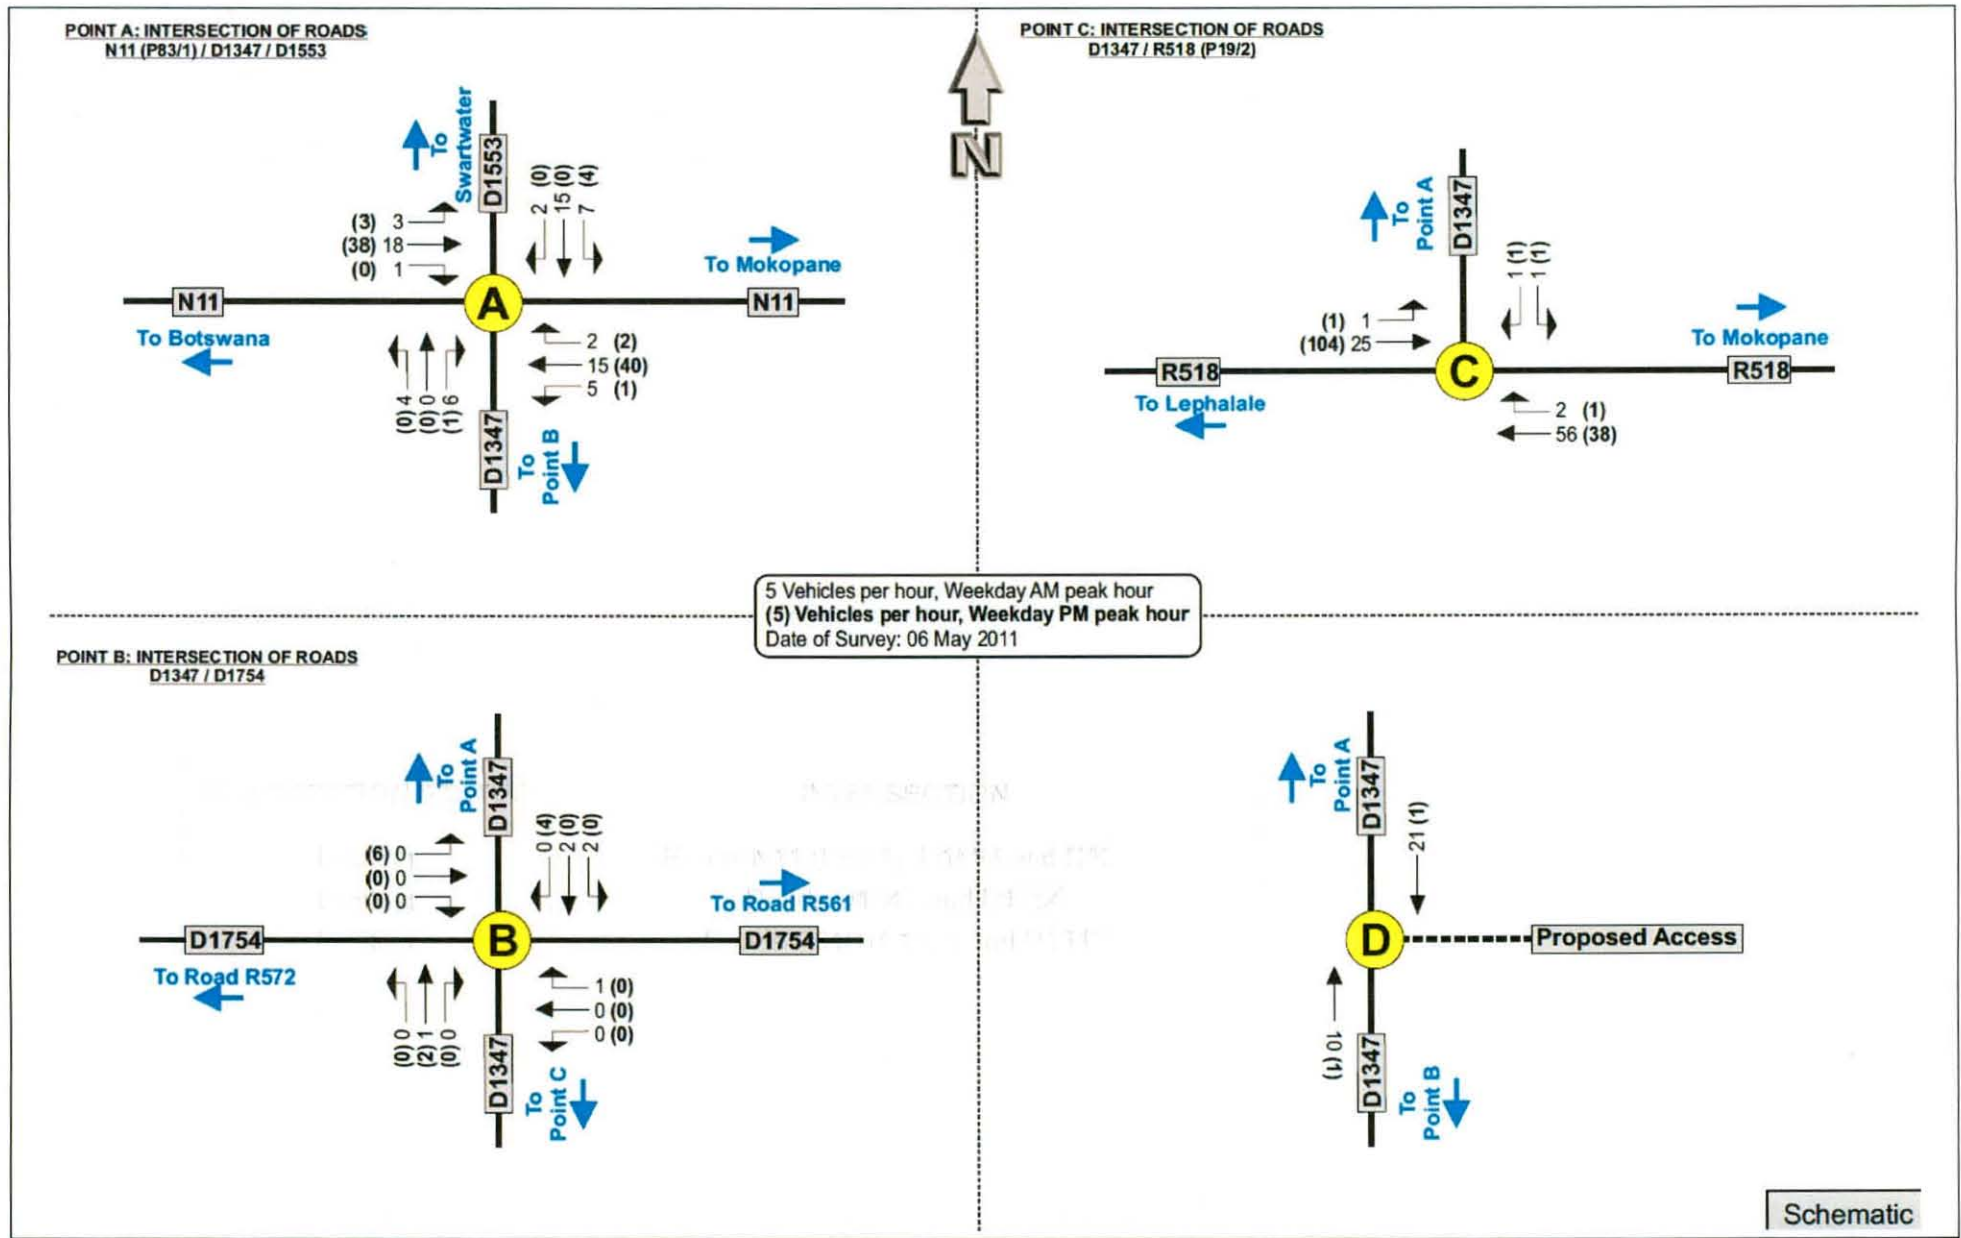 POINT A: INTERSECTION OF ROADS
N11 (P83/1) / D1347 / D1553
To
Swartwater
D1553
(3) 3
(38) 18
(0) 1
2 (0)
15 (0)
7 (4)
To Mokopane
N11
A
N11
To Botswana
2 (2)
15 (40)
5 (1)
(0) 4
(0) 0
(1) 6
D1347
To
Point B
N
POINT C: INTERSECTION OF ROADS
D1347 / R518 (P19/2)
To
Point A
D1347
1 (1)
1 (1)
(1) 1
(104) 25
To Mokopane
R518
C
R518
To Lephalale
2 (1)
56 (38)
5 Vehicles per hour, Weekday AM peak hour
(5) Vehicles per hour, Weekday PM peak hour
Date of Survey: 06 May 2011
POINT B: INTERSECTION OF ROADS
D1347 / D1754
To
Point A
D1347
(6) 0
(0) 0
(0) 0
0 (4)
2 (0)
2 (0)
To Road R561
D1754
B
D1754
To Road R572
1 (0)
0 (0)
0 (0)
(0) 0
(2) 1
(0) 0
D1347
To
Point C
To
Point A
D1347
21 (1)
D
Proposed Access
10 (1)
D1347
To
Point B
Schematic